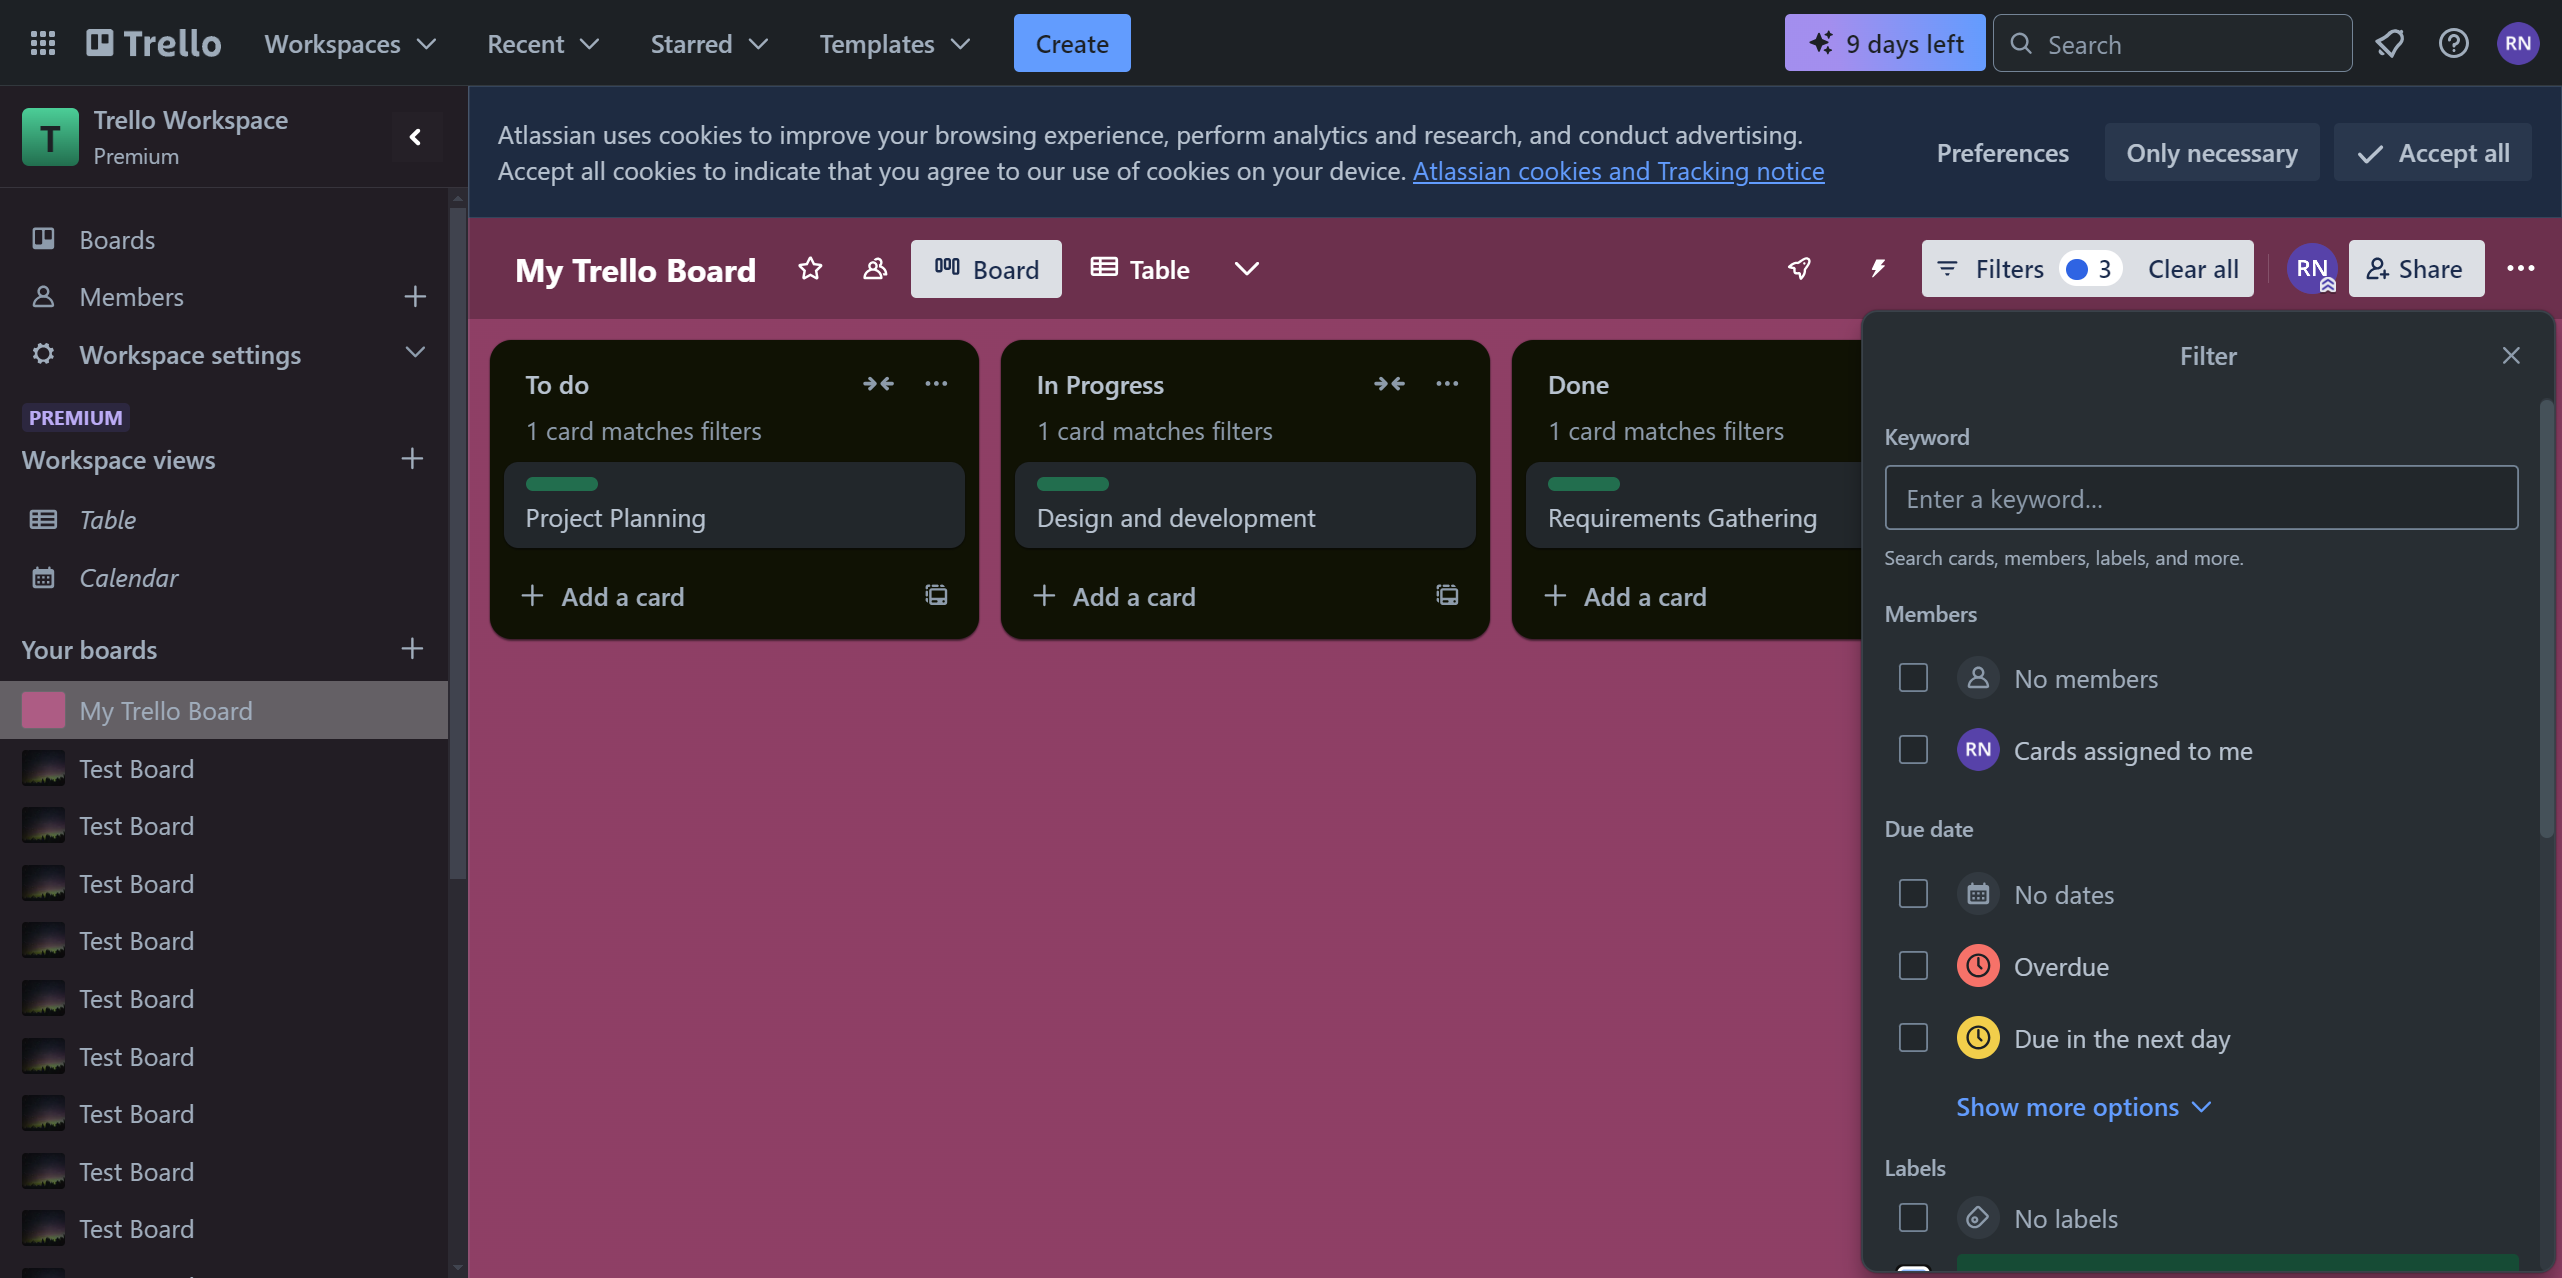 Trello
Workspaces
Recent
Starred
Templates
Create
9 days left
Search
RN
T
Trello Workspace
Premium
Atlassian uses cookies to improve your browsing experience, perform analytics and research, and conduct advertising.
Accept all cookies to indicate that you agree to our use of cookies on your device. Atlassian cookies and Tracking notice
Preferences
Only necessary
Accept all
Boards
Members
Workspace settings
PREMIUM
Workspace views
Table
Calendar
Your boards
My Trello Board
Test Board
Test Board
Test Board
Test Board
Test Board
Test Board
Test Board
Test Board
Test Board
My Trello Board
Board
Table
Filters
3
Clear all
RN
Share
To do
1 card matches filters
Project Planning
Add a card
In Progress
1 card matches filters
Design and development
Add a card
Done
1 card matches filters
Requirements Gathering
Add a card
Filter
Keyword
Enter a keyword...
Search cards, members, labels, and more.
Members
No members
RN
Cards assigned to me
Due date
No dates
Overdue
Due in the next day
Show more options
Labels
No labels